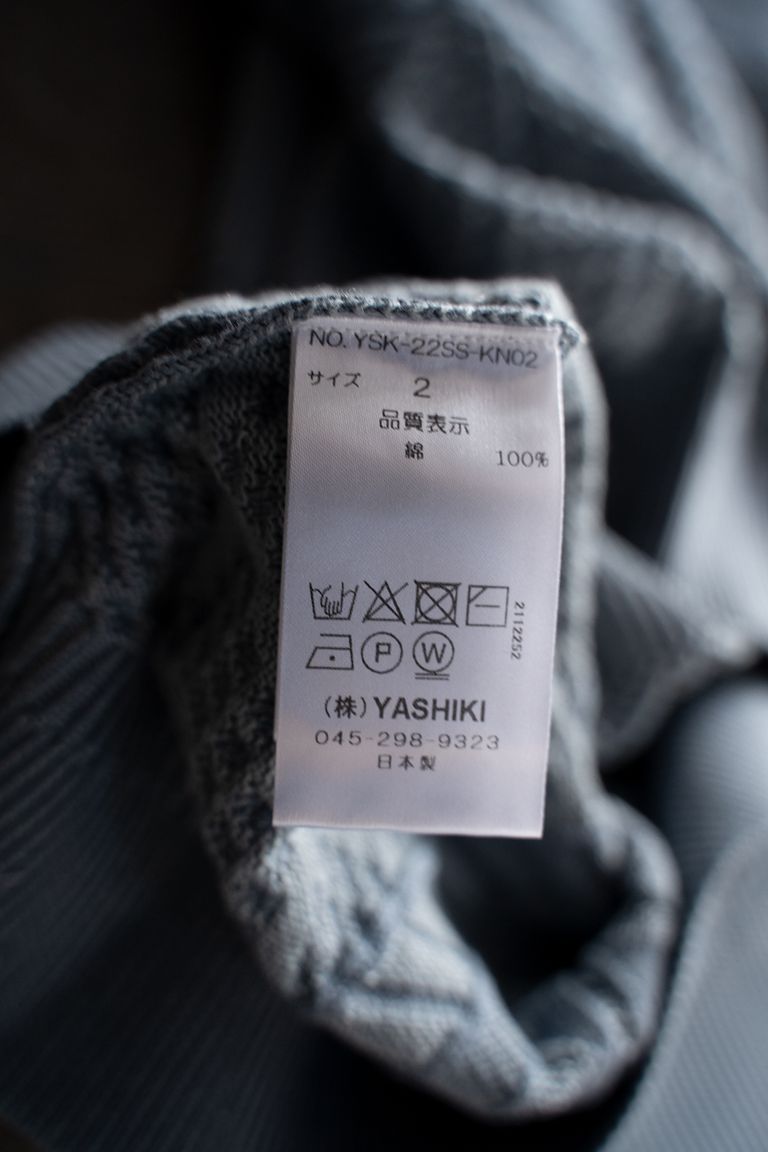 NO. YSK-22SS-KN02
サイズ 2
品質表示
綿 100%
2112252
P W
(株) YASHIKI
045-298-9323
日本製